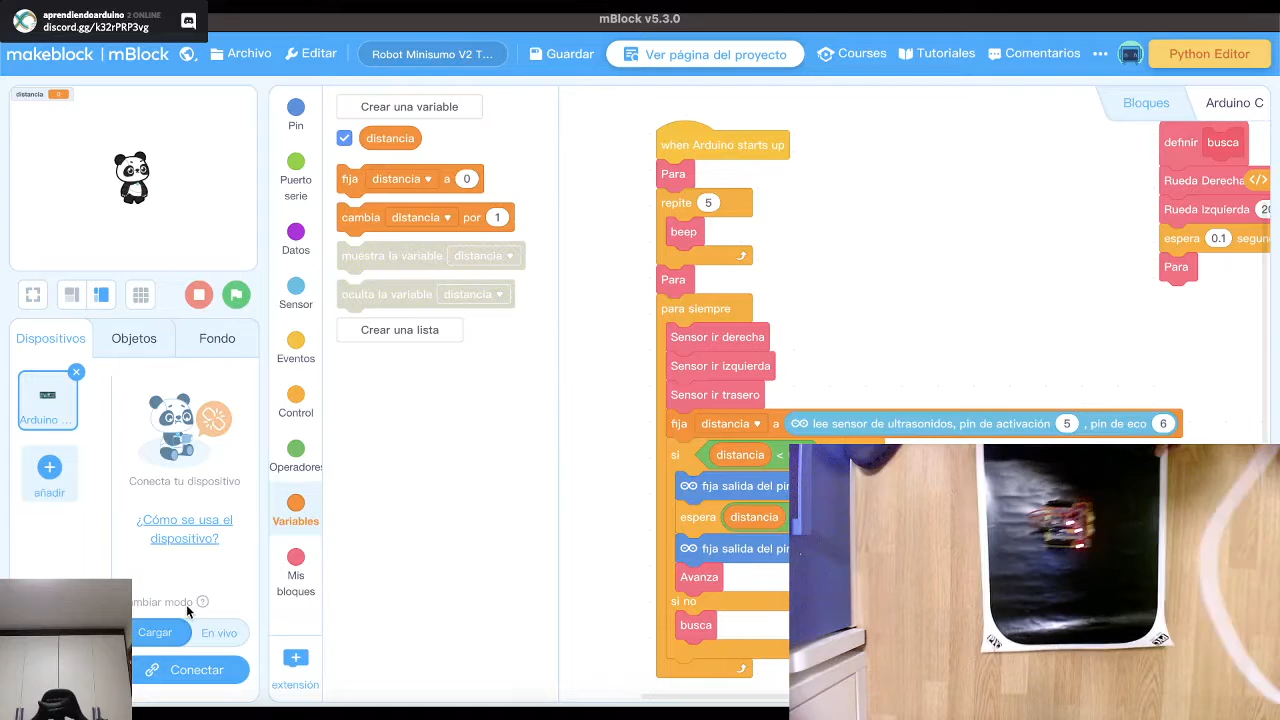 aprendiendoarduino 2 ONLINE
discord.gg/k32rPRP3vg
mBlock v5.3.0
makeblock | mBlock
Archivo
Editar
Robot Minisumo V2 T...
Guardar
Ver página del proyecto
Courses
Tutoriales
Comentarios
Python Editor
distancia 0
Pin
Puerto
serie
Datos
Sensor
Eventos
Control
Operadores
Variables
Mis
bloques
extensión
Crear una variable
distancia
fija distancia a 0
cambia distancia por 1
muestra la variable distancia
oculta la variable distancia
Crear una lista
Bloques
Arduino C
when Arduino starts up
Para
repite 5
beep
Para
para siempre
Sensor ir derecha
Sensor ir izquierda
Sensor ir trasero
fija distancia a lee sensor de ultrasonidos, pin de activación 5 , pin de eco 6
si distancia <
fija salida del pin
espera distancia
fija salida del pin
Avanza
si no
busca
definir busca
Rueda Derecha
Rueda Izquierda 20
espera 0.1 segun
Para
Dispositivos
Objetos
Fondo
Arduino ...
añadir
Conecta tu dispositivo
¿Cómo se usa el
dispositivo?
mbiar modo ?
Cargar
En vivo
Conectar